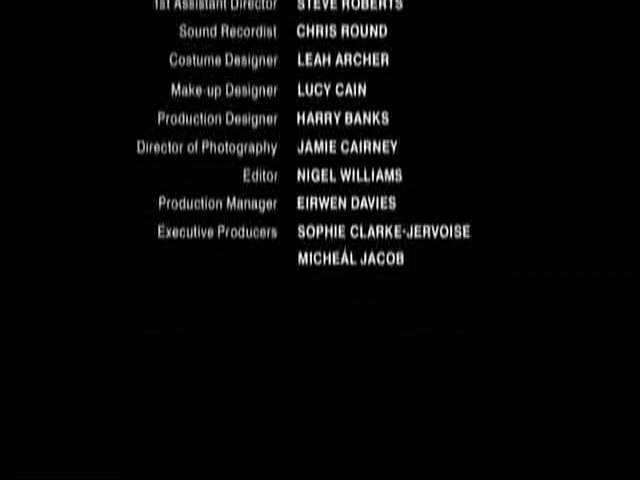 1st Assistant Director STEVE ROBERTS
Sound Recordist CHRIS ROUND
Costume Designer LEAH ARCHER
Make-up Designer LUCY CAIN
Production Designer HARRY BANKS
Director of Photography JAMIE CAIRNEY
Editor NIGEL WILLIAMS
Production Manager EIRWEN DAVIES
Executive Producers SOPHIE CLARKE-JERVOISE
MICHEÁL JACOB